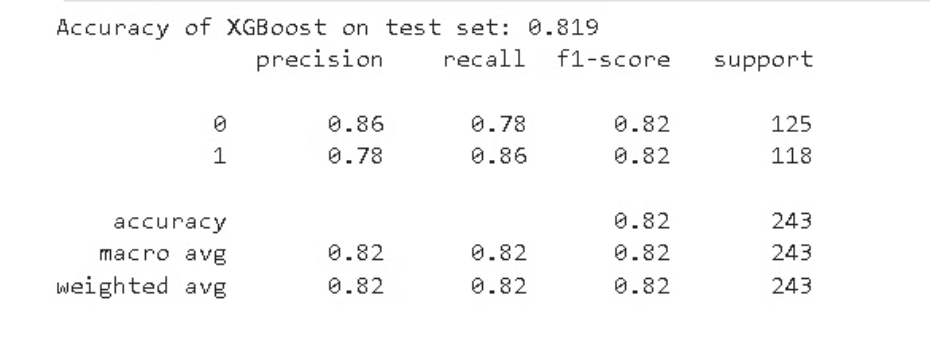 Accuracy of XGBoost on test set: 0.819
precision recall f1-score support
0 0.86 0.78 0.82 125
1 0.78 0.86 0.82 118
accuracy 0.82 243
macro avg 0.82 0.82 0.82 243
weighted avg 0.82 0.82 0.82 243